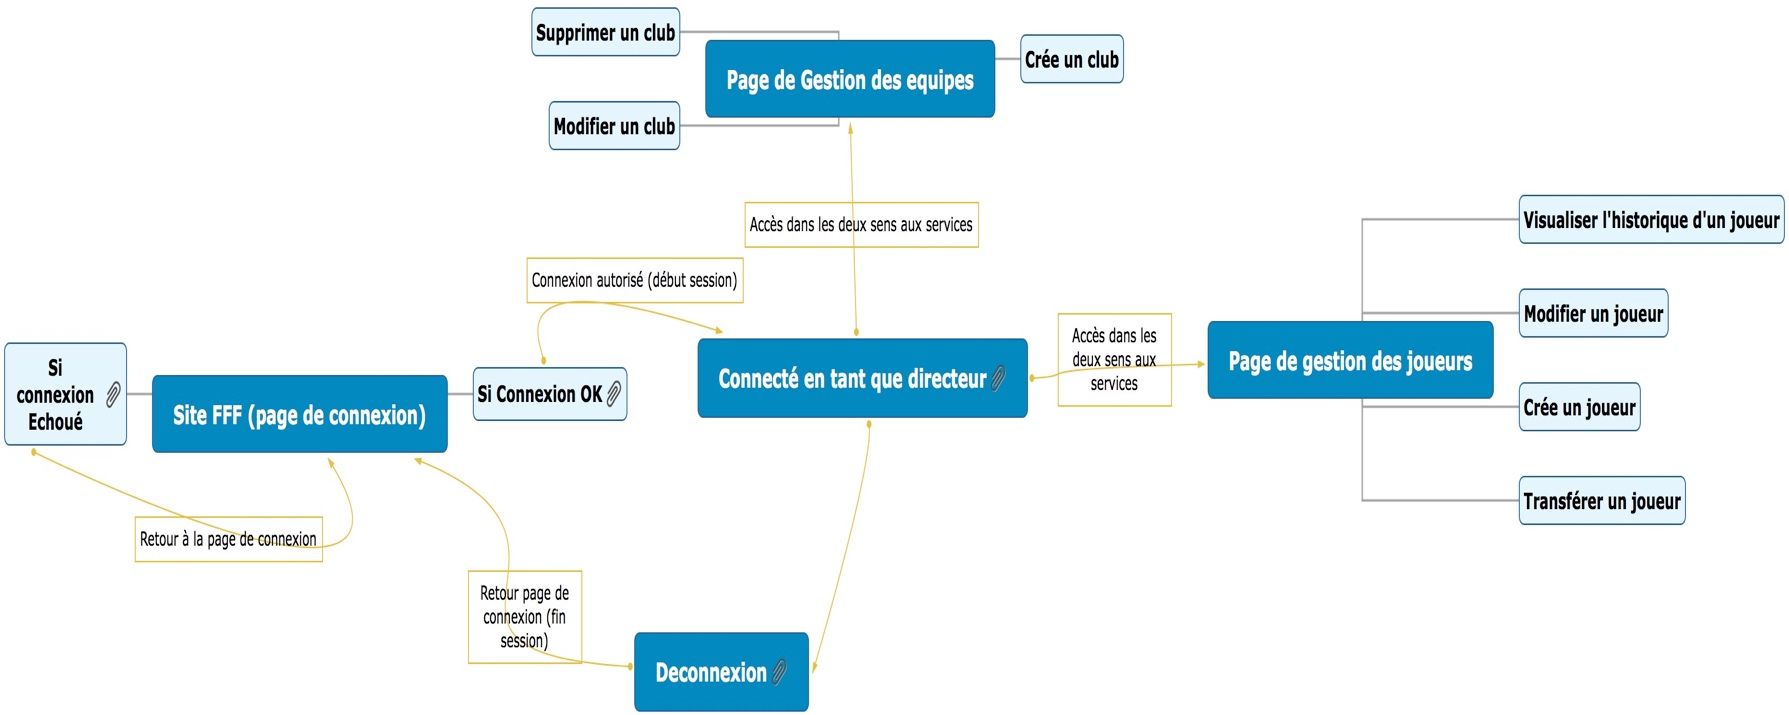 Supprimer un club
Page de Gestion des equipes
Crée un club
Modifier un club
Accès dans les deux sens aux services
Connexion autorisé (début session)
Visualiser l'historique d'un joueur
Modifier un joueur
Accès dans les
deux sens aux
services
Page de gestion des joueurs
Si
connexion
Echoué
Site FFF (page de connexion)
Si Connexion OK
Connecté en tant que directeur
Crée un joueur
Transférer un joueur
Retour à la page de connexion
Retour page de
connexion (fin
session)
Deconnexion